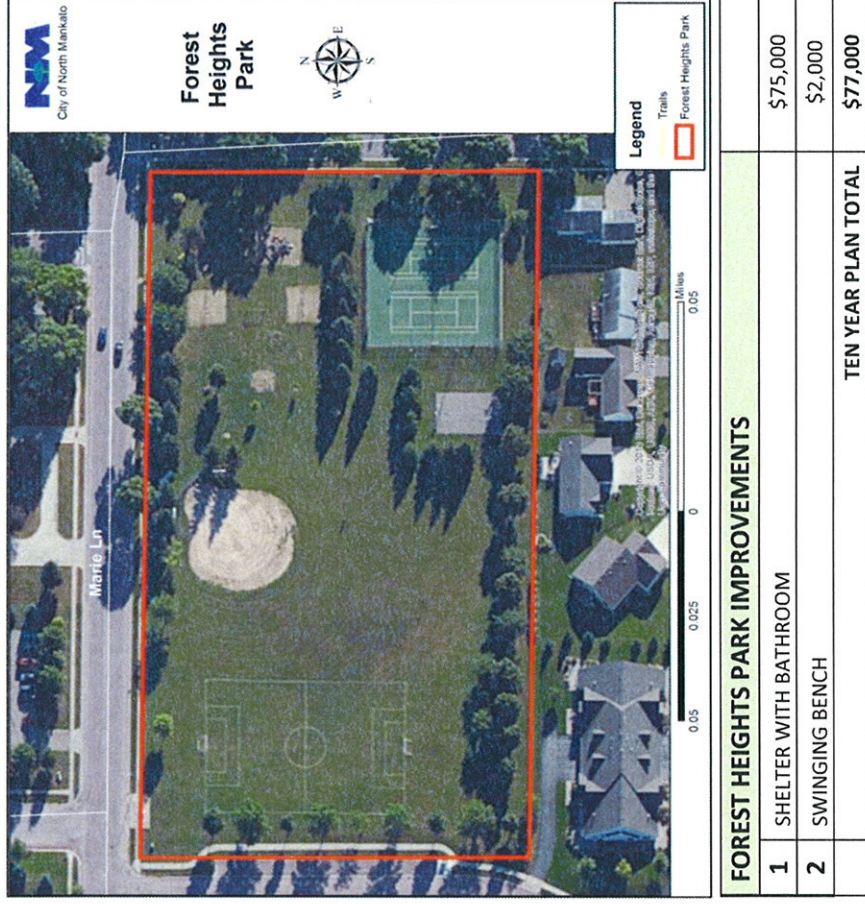 NM
City of North Mankato
Forest
Heights
Park
N
W E
S
Marie Ln
Legend
Trails
Forest Heights Park
0.05 0.025 0 0.05
Miles
FOREST HEIGHTS PARK IMPROVEMENTS
1 SHELTER WITH BATHROOM $75,000
2 SWINGING BENCH $2,000
TEN YEAR PLAN TOTAL $77,000